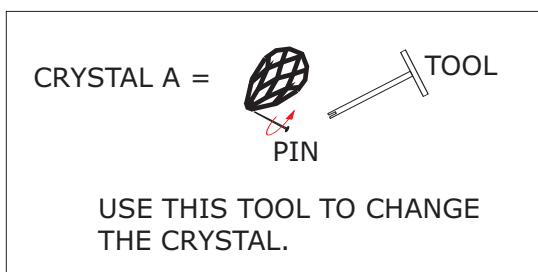 CRYSTAL A =
TOOL
PIN
USE THIS TOOL TO CHANGE
THE CRYSTAL.